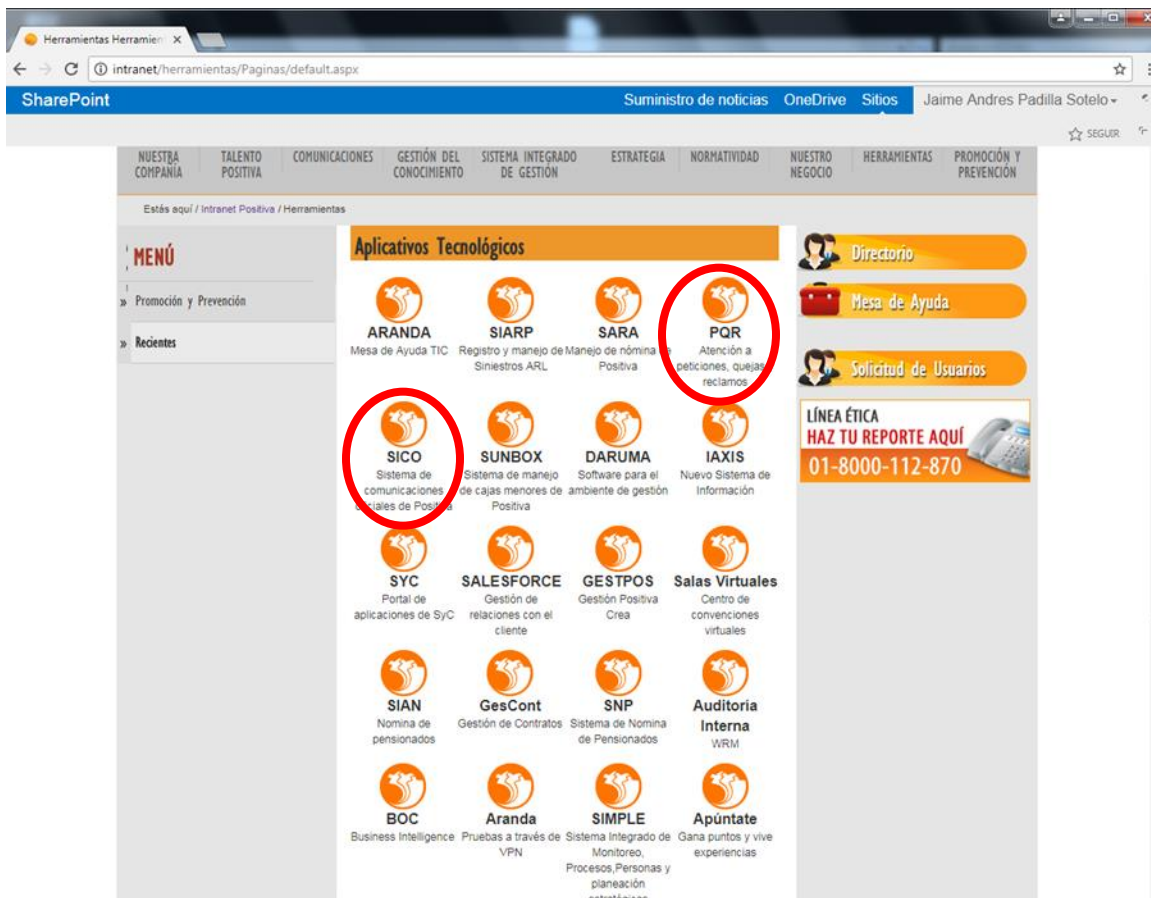 Herramientas Herramien
intranet/herramientas/Paginas/default.aspx
SharePoint
Suministro de noticias OneDrive Sitios Jaime Andres Padilla Sotelo
SEGUIR
NUESTRA COMPAÑÍA
TALENTO POSITIVA
COMUNICACIONES
GESTIÓN DEL CONOCIMIENTO
SISTEMA INTEGRADO DE GESTIÓN
ESTRATEGIA
NORMATIVIDAD
NUESTRO NEGOCIO
HERRAMIENTAS
PROMOCIÓN Y PREVENCIÓN
Estás aquí / Intranet Positiva / Herramientas
MENÚ
» Promoción y Prevención
» Recientes
Aplicativos Tecnológicos
ARANDA
Mesa de Ayuda TIC
SIARP
Registro y manejo de
Siniestros ARL
SARA
Manejo de nómina de
Positiva
PQR
Atención a
peticiones, quejas
reclamos
SICO
Sistema de
comunicaciones
oficiales de Positiva
SUNBOX
Sistema de manejo
de cajas menores de
Positiva
DARUMA
Software para el
ambiente de gestión
IAXIS
Nuevo Sistema de
Información
SYC
Portal de
aplicaciones de SyC
SALESFORCE
Gestión de
relaciones con el
cliente
GESTPOS
Gestión Positiva
Crea
Salas Virtuales
Centro de
convenciones
virtuales
SIAN
Nomina de
pensionados
GesCont
Gestión de Contratos
SNP
Sistema de Nomina
de Pensionados
Auditoria
Interna
WRM
BOC
Business Intelligence
Aranda
Pruebas a través de
VPN
SIMPLE
Sistema Integrado de
Monitoreo,
Procesos,Personas y
planeación
Apúntate
Gana puntos y vive
experiencias
Directorio
Mesa de Ayuda
Solicitud de Usuarios
LÍNEA ÉTICA
HAZ TU REPORTE AQUÍ
01-8000-112-870